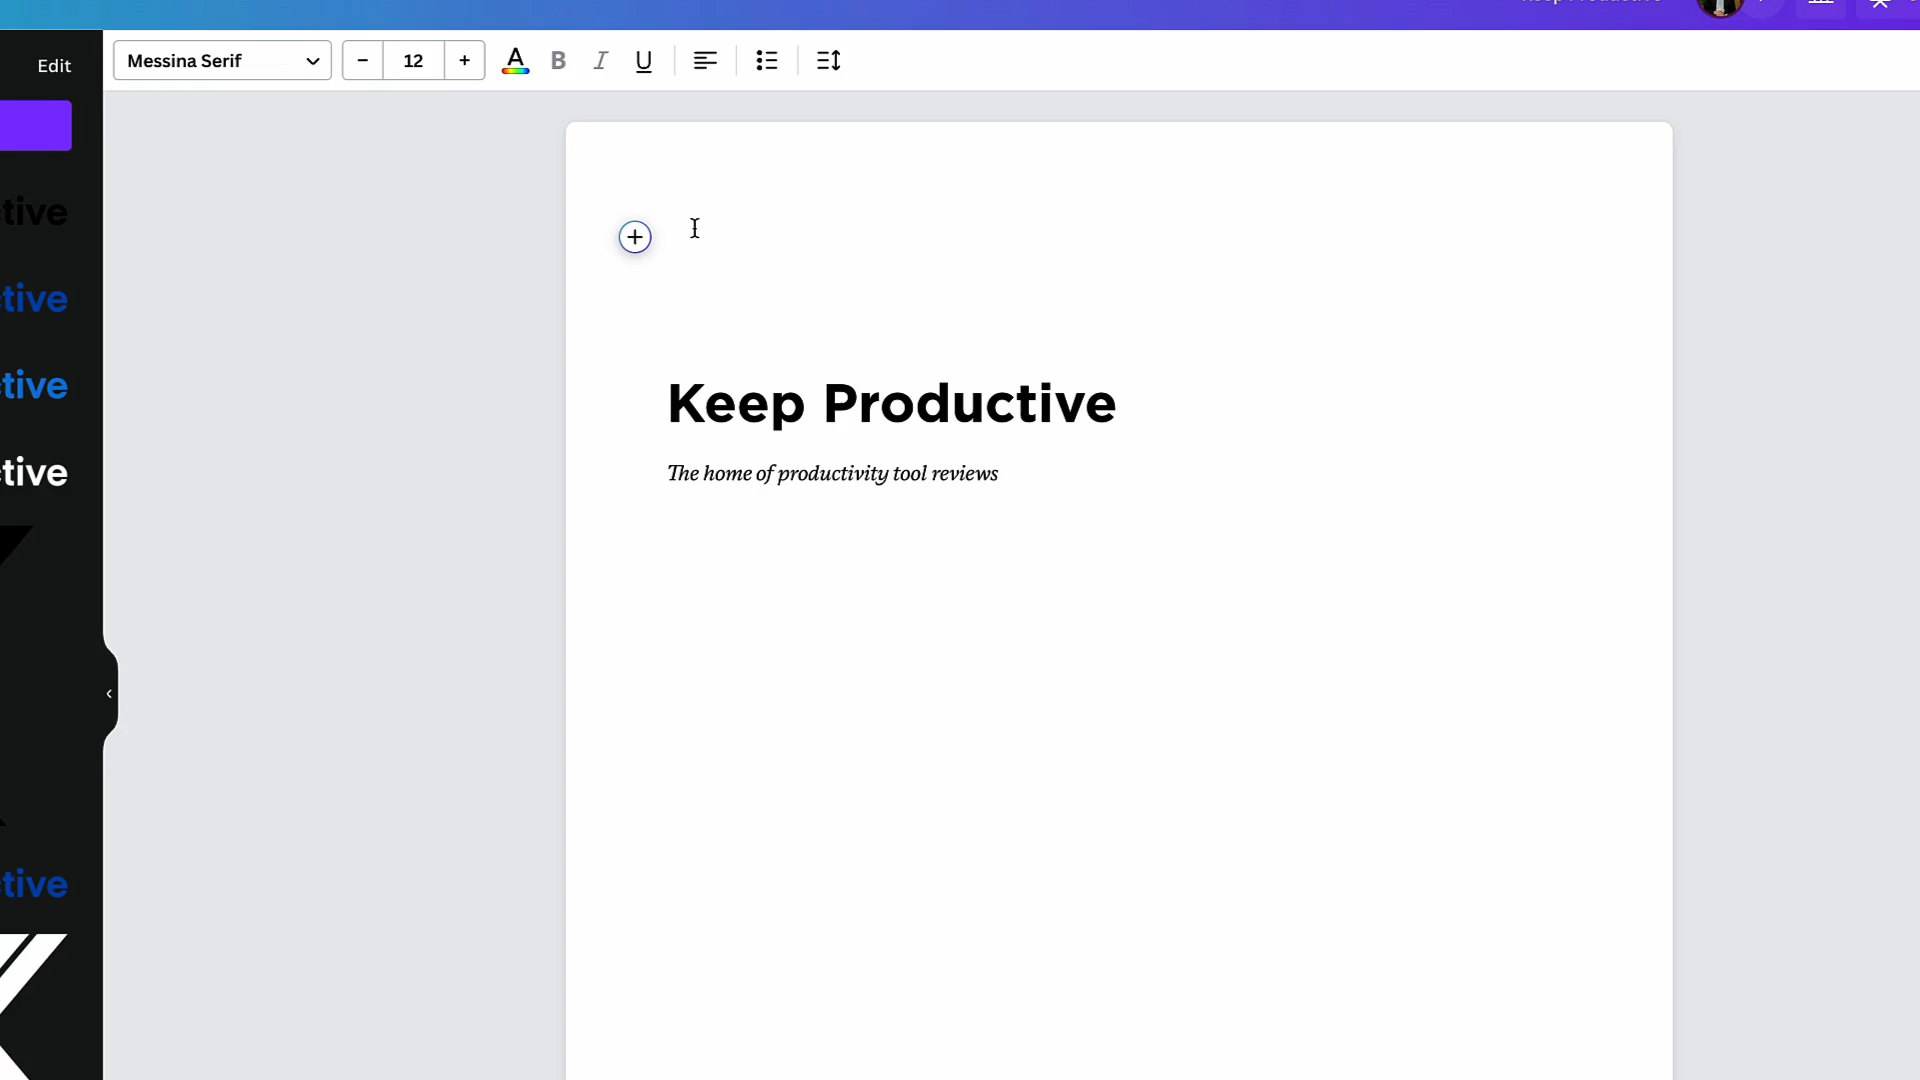 Edit
Messina Serif
− 12 +
A B I U
tive
tive
tive
tive
Keep Productive
The home of productivity tool reviews
tive